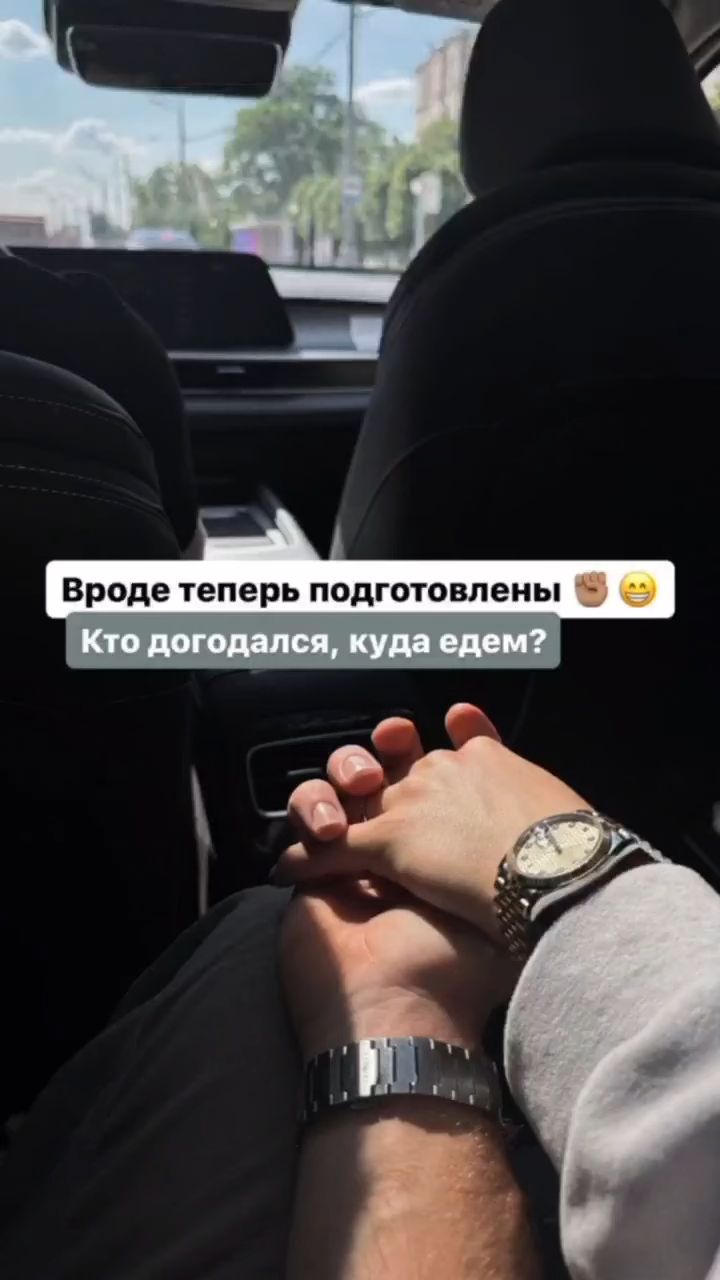 Вроде теперь подготовлены ✊🏽 😁
Кто догодался, куда едем?